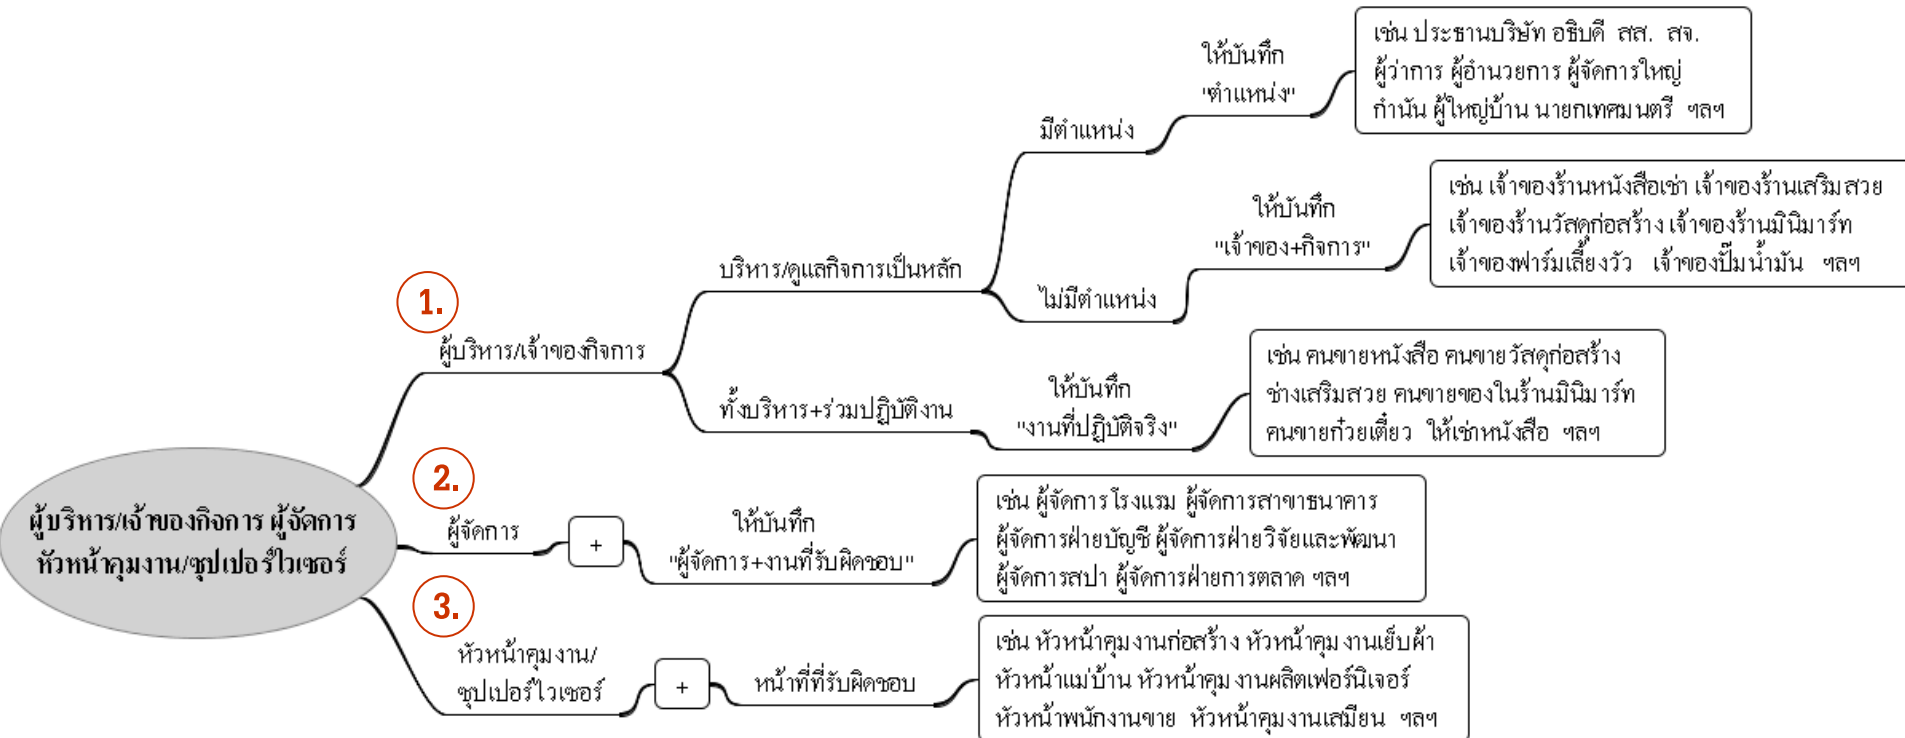 ผู้บริหาร/เจ้าของกิจการ ผู้จัดการ
หัวหน้าคุมงาน/ซุปเปอร์ไวเซอร์
1.
ผู้บริหาร/เจ้าของกิจการ
บริหาร/ดูแลกิจการเป็นหลัก
มีตำแหน่ง
ให้บันทึก
"ตำแหน่ง"
เช่น ประธานบริษัท อธิบดี สส. สจ.
ผู้ว่าการ ผู้อำนวยการ ผู้จัดการใหญ่
กำนัน ผู้ใหญ่บ้าน นายกเทศมนตรี ฯลฯ
ไม่มีตำแหน่ง
ให้บันทึก
"เจ้าของ+กิจการ"
เช่น เจ้าของร้านหนังสือเช่า เจ้าของร้านเสริมสวย
เจ้าของร้านวัสดุก่อสร้าง เจ้าของร้านมินิมาร์ท
เจ้าของฟาร์มเลี้ยงวัว เจ้าของปั๊มน้ำมัน ฯลฯ
ทั้งบริหาร+ร่วมปฏิบัติงาน
ให้บันทึก
"งานที่ปฏิบัติจริง"
เช่น คนขายหนังสือ คนขายวัสดุก่อสร้าง
ช่างเสริมสวย คนขายของในร้านมินิมาร์ท
คนขายก๋วยเตี๋ยว ให้เช่าหนังสือ ฯลฯ
2.
ผู้จัดการ
+
ให้บันทึก
"ผู้จัดการ+งานที่รับผิดชอบ"
เช่น ผู้จัดการโรงแรม ผู้จัดการสาขาธนาคาร
ผู้จัดการฝ่ายบัญชี ผู้จัดการฝ่ายวิจัยและพัฒนา
ผู้จัดการสปา ผู้จัดการฝ่ายการตลาด ฯลฯ
3.
หัวหน้าคุมงาน/
ซุปเปอร์ไวเซอร์
+
หน้าที่ที่รับผิดชอบ
เช่น หัวหน้าคุมงานก่อสร้าง หัวหน้าคุมงานเย็บผ้า
หัวหน้าแม่บ้าน หัวหน้าคุมงานผลิตเฟอร์นิเจอร์
หัวหน้าพนักงานขาย หัวหน้าคุมงานเสมียน ฯลฯ